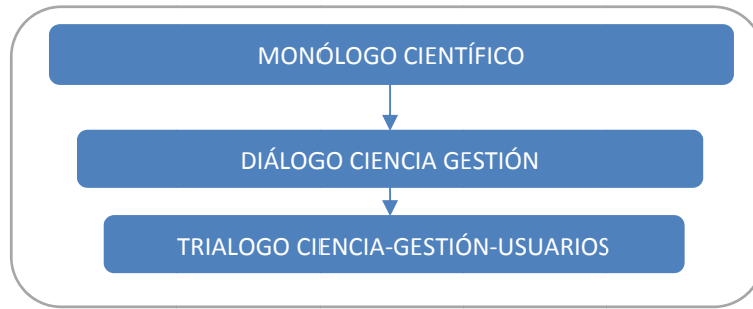 MONÓLOGO CIENTÍFICO
DIÁLOGO CIENCIA GESTIÓN
TRIALOGO CIENCIA-GESTIÓN-USUARIOS